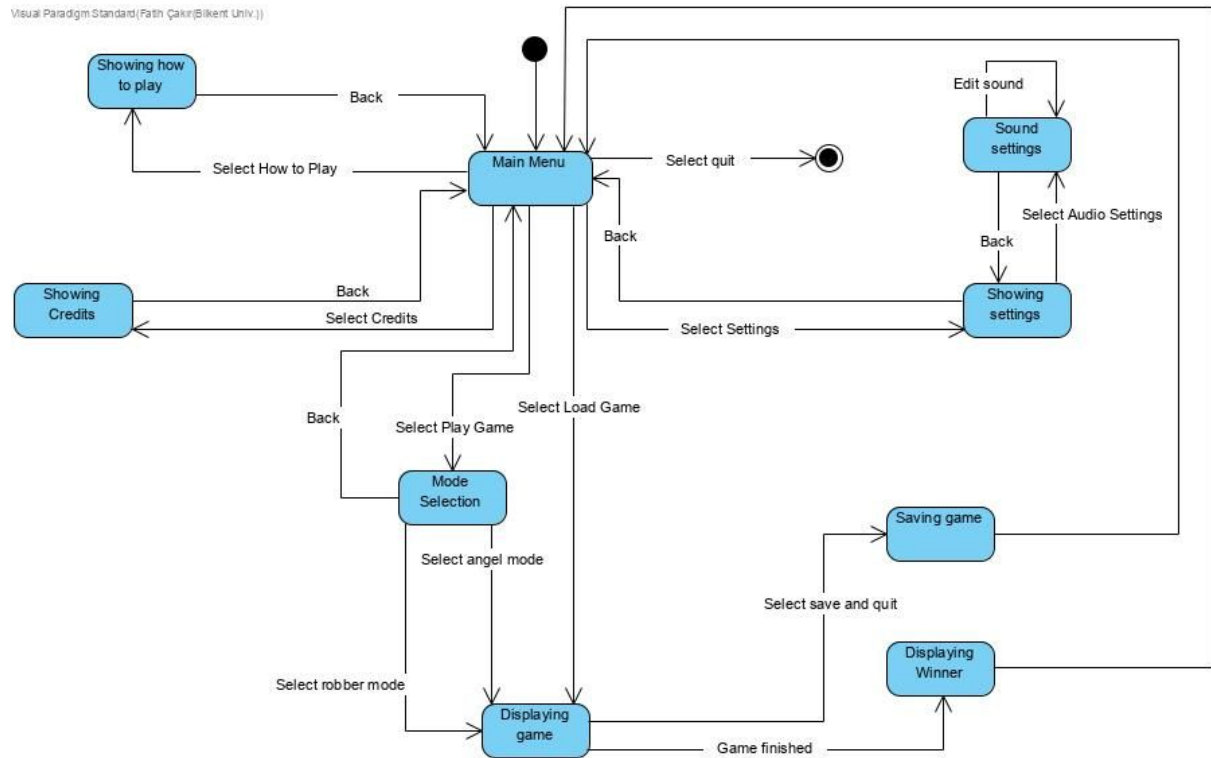 Visual Paradigm Standard(Fatih Çakır(Bilkent Univ.))
Showing how
to play
Back
Edit sound
Sound
settings
Main Menu
Select quit
Select How to Play
Select Audio Settings
Back
Back
Showing
Credits
Back
Showing
settings
Select Credits
Select Settings
Select Load Game
Back
Select Play Game
Mode
Selection
Saving game
Select angel mode
Select save and quit
Displaying
Winner
Select robber mode
Displaying
game
Game finished